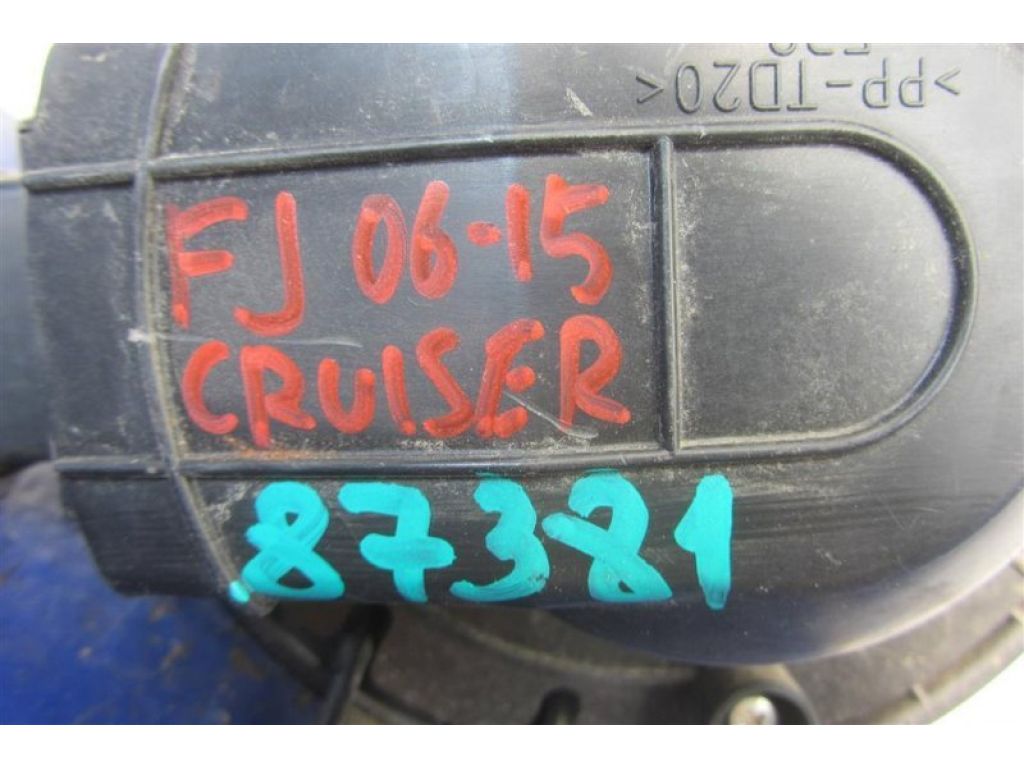 >PP-TD20<
FJ 06-15
CRUISER
87381